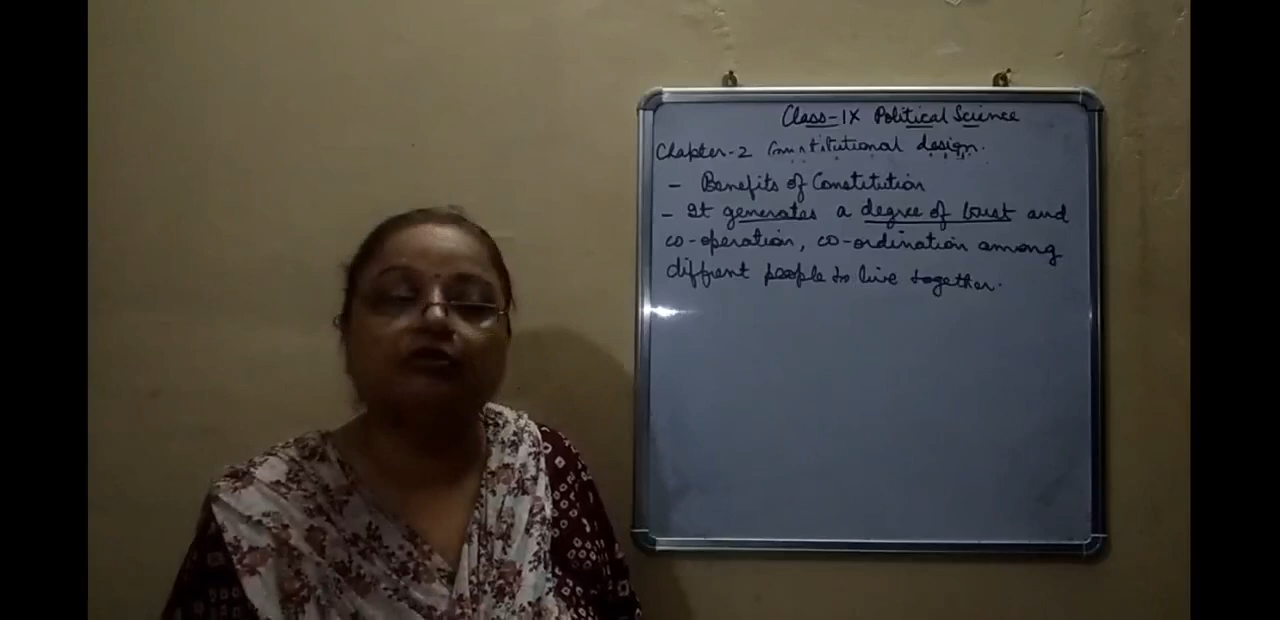 Class-IX Political Science
Chapter-2 Constitutional design.
- Benefits of Constitution
- It generates a degree of trust and
co-operation, co-ordination among
diffrent people to live together.